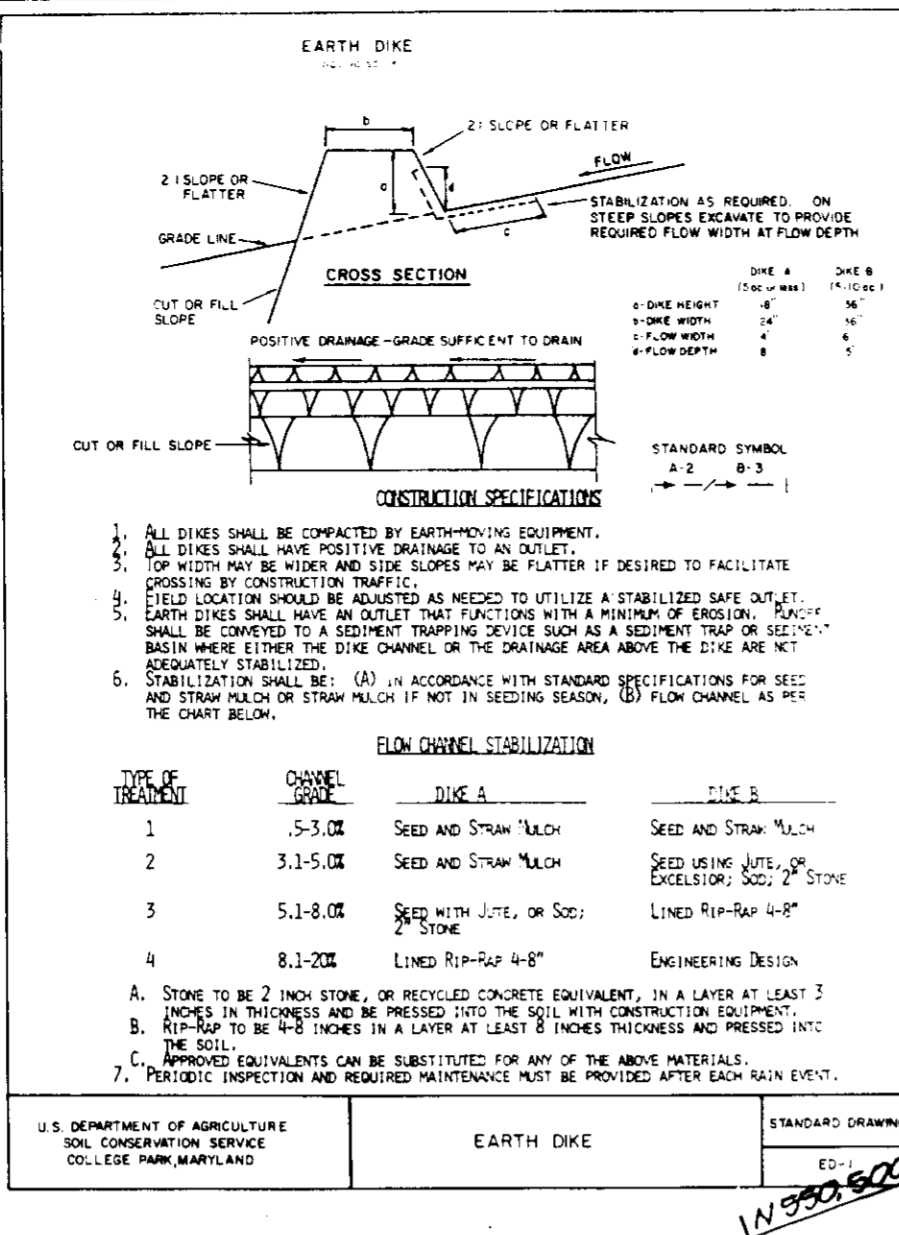 EARTH DIKE
b
2:1 SLOPE OR FLATTER
FLOW
2:1 SLOPE OR
FLATTER
a
d
STABILIZATION AS REQUIRED. ON
STEEP SLOPES EXCAVATE TO PROVIDE
REQUIRED FLOW WIDTH AT FLOW DEPTH
c
GRADE LINE
CROSS SECTION
CUT OR FILL
SLOPE
DIKE A DIKE B
(5 ac or less) (5-10 ac)
a-DIKE HEIGHT 36"
b-DIKE WIDTH 24" 36"
c-FLOW WIDTH 4' 6'
d-FLOW DEPTH 8
POSITIVE DRAINAGE-GRADE SUFFICENT TO DRAIN
CUT OR FILL SLOPE
STANDARD SYMBOL
A-2 B-3
CONSTRUCTION SPECIFICATIONS
1. ALL DIKES SHALL BE COMPACTED BY EARTH-MOVING EQUIPMENT.
2. ALL DIKES SHALL HAVE POSITIVE DRAINAGE TO AN OUTLET.
3. TOP WIDTH MAY BE WIDER AND SIDE SLOPES MAY BE FLATTER IF DESIRED TO FACILITATE
CROSSING BY CONSTRUCTION TRAFFIC.
4. FIELD LOCATION SHOULD BE ADJUSTED AS NEEDED TO UTILIZE A STABILIZED SAFE OUTLET.
5. EARTH DIKES SHALL HAVE AN OUTLET THAT FUNCTIONS WITH A MINIMUM OF EROSION. RUNOFF
SHALL BE CONVEYED TO A SEDIMENT TRAPPING DEVICE SUCH AS A SEDIMENT TRAP OR SEDIMENT
BASIN WHERE EITHER THE DIKE CHANNEL OR THE DRAINAGE AREA ABOVE THE DIKE ARE NOT
ADEQUATELY STABILIZED.
6. STABILIZATION SHALL BE: (A) IN ACCORDANCE WITH STANDARD SPECIFICATIONS FOR SEED
AND STRAW MULCH OR STRAW MULCH IF NOT IN SEEDING SEASON, (B) FLOW CHANNEL AS PER
THE CHART BELOW.
FLOW CHANNEL STABILIZATION
TYPE OF CHANNEL
TREATMENT GRADE DIKE A DIKE B
1 .5-3.0% SEED AND STRAW MULCH SEED AND STRAW MULCH
2 3.1-5.0% SEED AND STRAW MULCH SEED USING JUTE, OR
EXCELSIOR; SOD; 2" STONE
3 5.1-8.0% SEED WITH JUTE, OR SOD; LINED RIP-RAP 4-8"
2" STONE
4 8.1-20% LINED RIP-RAP 4-8" ENGINEERING DESIGN
A. STONE TO BE 2 INCH STONE, OR RECYCLED CONCRETE EQUIVALENT, IN A LAYER AT LEAST 3
INCHES IN THICKNESS AND BE PRESSED INTO THE SOIL WITH CONSTRUCTION EQUIPMENT.
B. RIP-RAP TO BE 4-8 INCHES IN A LAYER AT LEAST 8 INCHES THICKNESS AND PRESSED INTO
THE SOIL.
C. APPROVED EQUIVALENTS CAN BE SUBSTITUTED FOR ANY OF THE ABOVE MATERIALS.
7. PERIODIC INSPECTION AND REQUIRED MAINTENANCE MUST BE PROVIDED AFTER EACH RAIN EVENT.
U.S. DEPARTMENT OF AGRICULTURE
SOIL CONSERVATION SERVICE
COLLEGE PARK, MARYLAND
EARTH DIKE
STANDARD DRAWING
ED-1
N 550,500